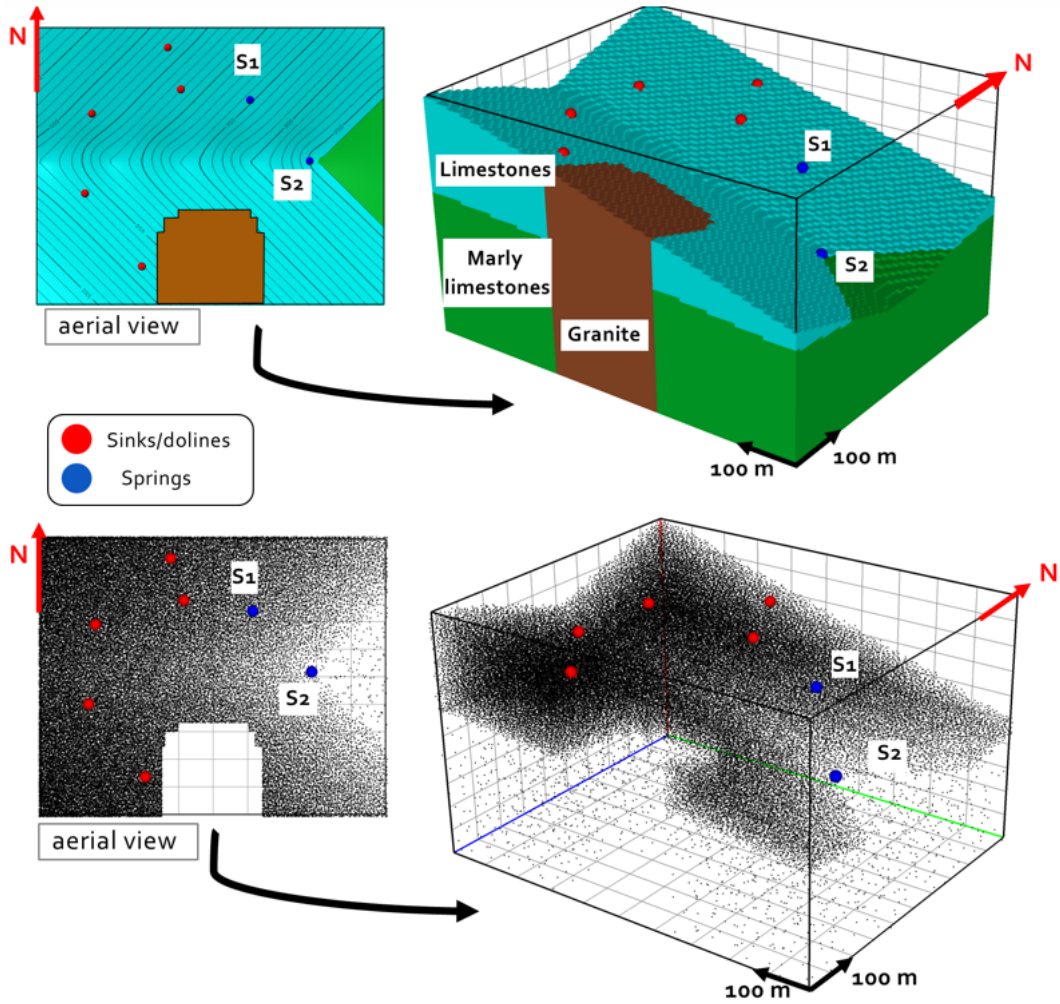 N
S1
S2
aerial view
N
S1
Limestones
S2
Marly
limestones
Granite
100 m
100 m
Sinks/dolines
Springs
N
S1
S2
aerial view
N
S1
S2
100 m
100 m